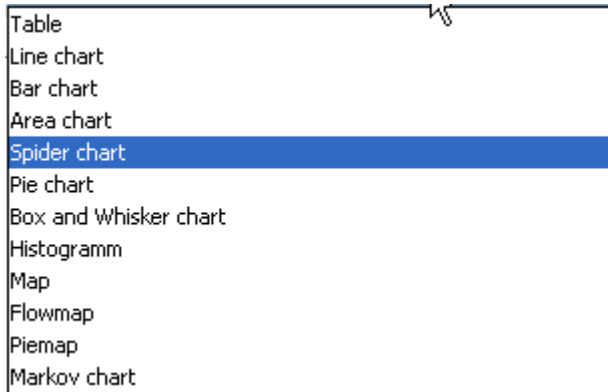 Table
Line chart
Bar chart
Area chart
Spider chart
Pie chart
Box and Whisker chart
Histogramm
Map
Flowmap
Piemap
Markov chart